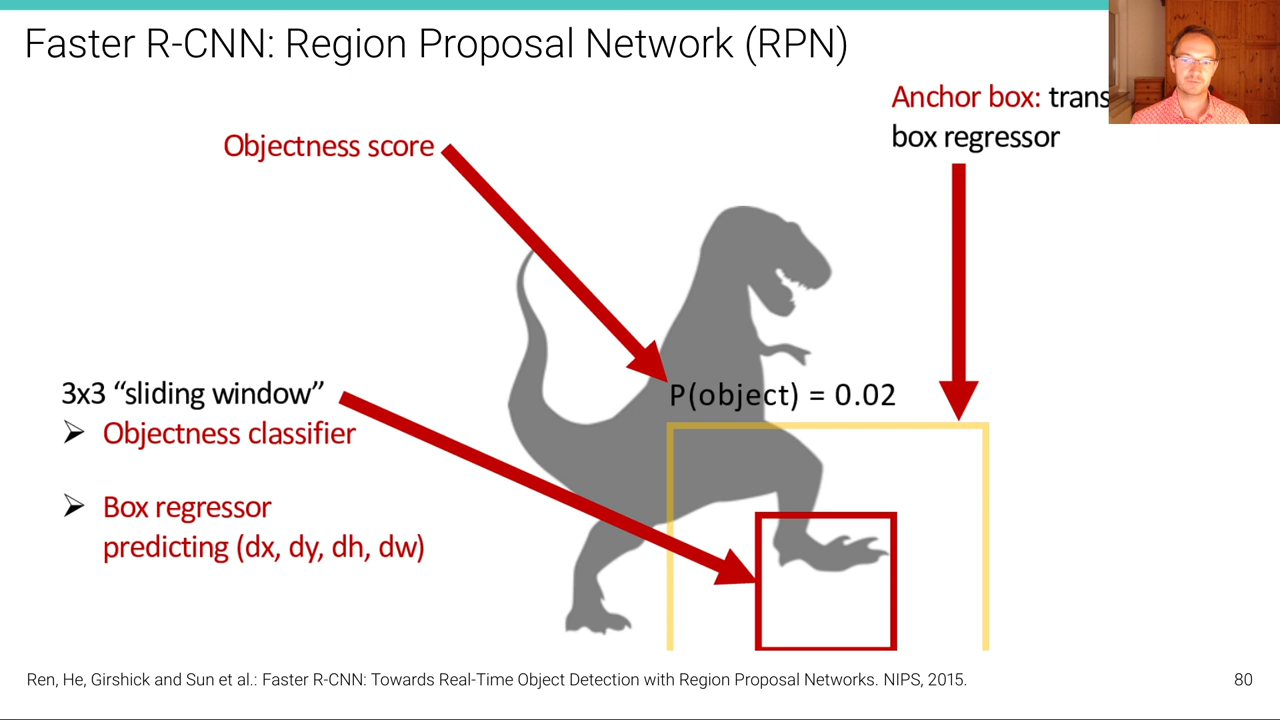 Faster R-CNN: Region Proposal Network (RPN)
Anchor box: trans
box regressor
Objectness score
P(object) = 0.02
3x3 “sliding window”
➢ Objectness classifier
➢ Box regressor
predicting (dx, dy, dh, dw)
Ren, He, Girshick and Sun et al.: Faster R-CNN: Towards Real-Time Object Detection with Region Proposal Networks. NIPS, 2015.
80